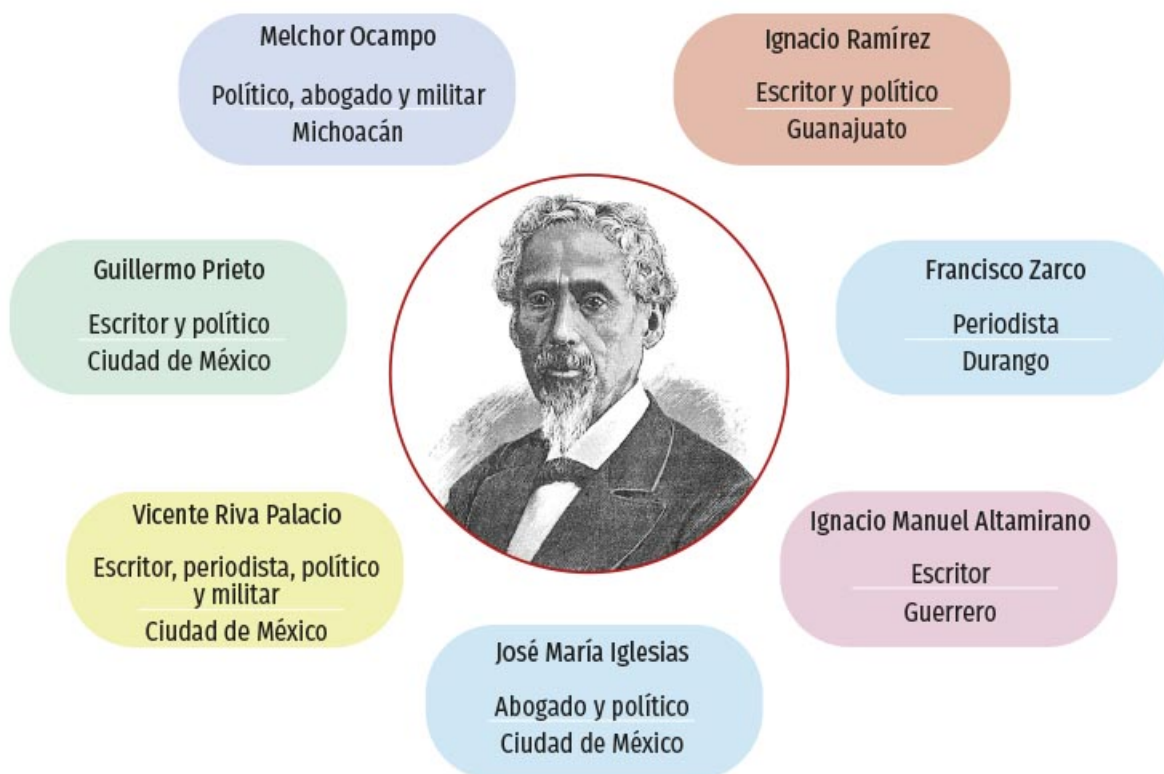 Melchor Ocampo
Político, abogado y militar
Michoacán
Ignacio Ramírez
Escritor y político
Guanajuato
Guillermo Prieto
Escritor y político
Ciudad de México
Francisco Zarco
Periodista
Durango
Vicente Riva Palacio
Escritor, periodista, político
y militar
Ciudad de México
Ignacio Manuel Altamirano
Escritor
Guerrero
José María Iglesias
Abogado y político
Ciudad de México